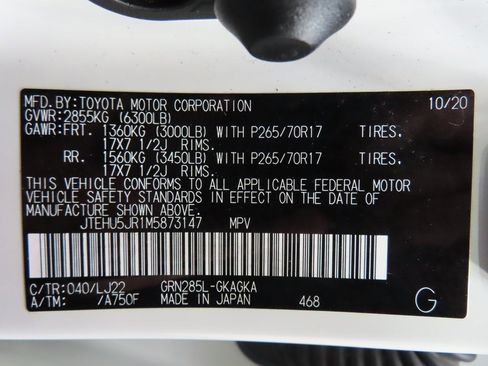 MFD.BY:TOYOTA MOTOR CORPORATION 10/20
GVWR:2855KG (6300LB)
GAWR:FRT. 1360KG (3000LB) WITH P265/70R17 TIRES,
17X7 1/2J RIMS.
RR. 1560KG (3450LB) WITH P265/70R17 TIRES,
17X7 1/2J RIMS.
THIS VEHICLE CONFORMS TO ALL APPLICABLE FEDERAL MOTOR
VEHICLE SAFETY STANDARDS IN EFFECT ON THE DATE OF
MANUFACTURE SHOWN ABOVE.
JTEHU5JR1M5873147 MPV
C/TR:040/LJ22 GRN285L-GKAGKA
A/TM: /A750F MADE IN JAPAN 468 G